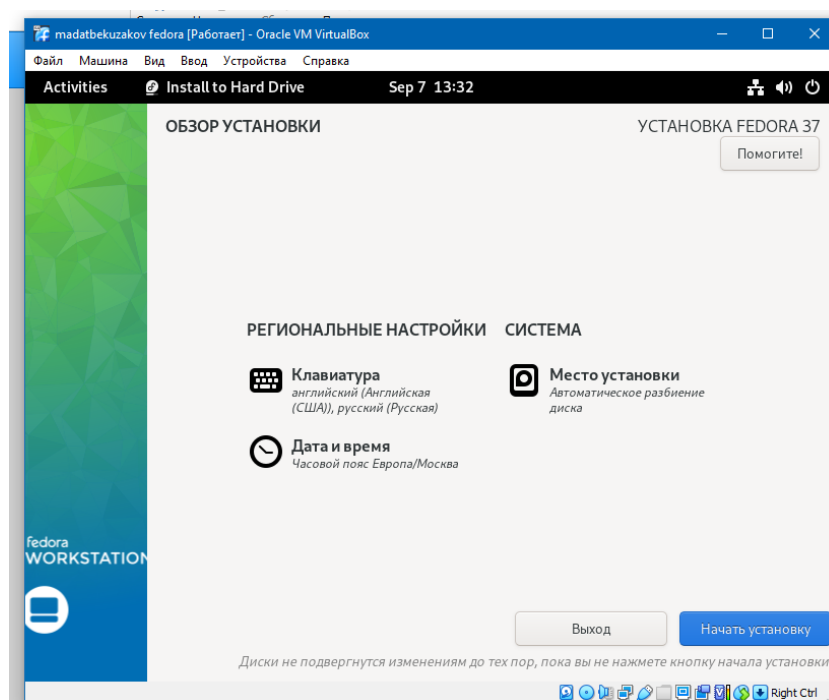 madatbekuzakov fedora [Работает] - Oracle VM VirtualBox
Файл Машина Вид Ввод Устройства Справка
Activities Install to Hard Drive Sep 7 13:32
ОБЗОР УСТАНОВКИ
УСТАНОВКА FEDORA 37
Помогите!
РЕГИОНАЛЬНЫЕ НАСТРОЙКИ
Клавиатура
английский (Английская
(США)), русский (Русская)
Дата и время
Часовой пояс Европа/Москва
СИСТЕМА
Место установки
Автоматическое разбиение
диска
fedora
WORKSTATION
Выход
Начать установку
Диски не подвергнутся изменениям до тех пор, пока вы не нажмете кнопку начала установки
Right Ctrl